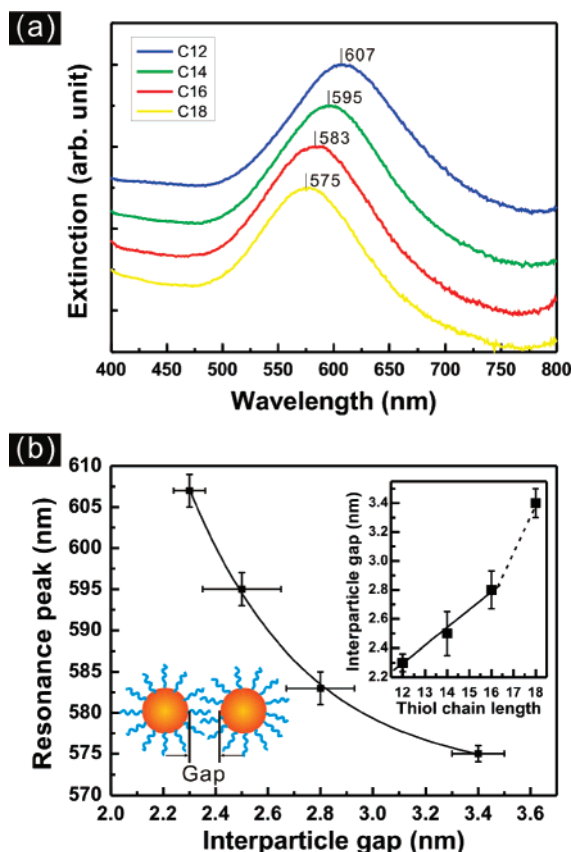 (a)
C12
C14
C16
C18
607
595
583
575
Extinction (arb. unit)
400 450 500 550 600 650 700 750 800
Wavelength (nm)
(b)
610
605
600
595
590
585
580
575
570
Resonance peak (nm)
2.0 2.2 2.4 2.6 2.8 3.0 3.2 3.4 3.6
Interparticle gap (nm)
Gap
3.4
3.2
3.0
2.8
2.6
2.4
2.2
Interparticle gap (nm)
12 13 14 15 16 17 18
Thiol chain length